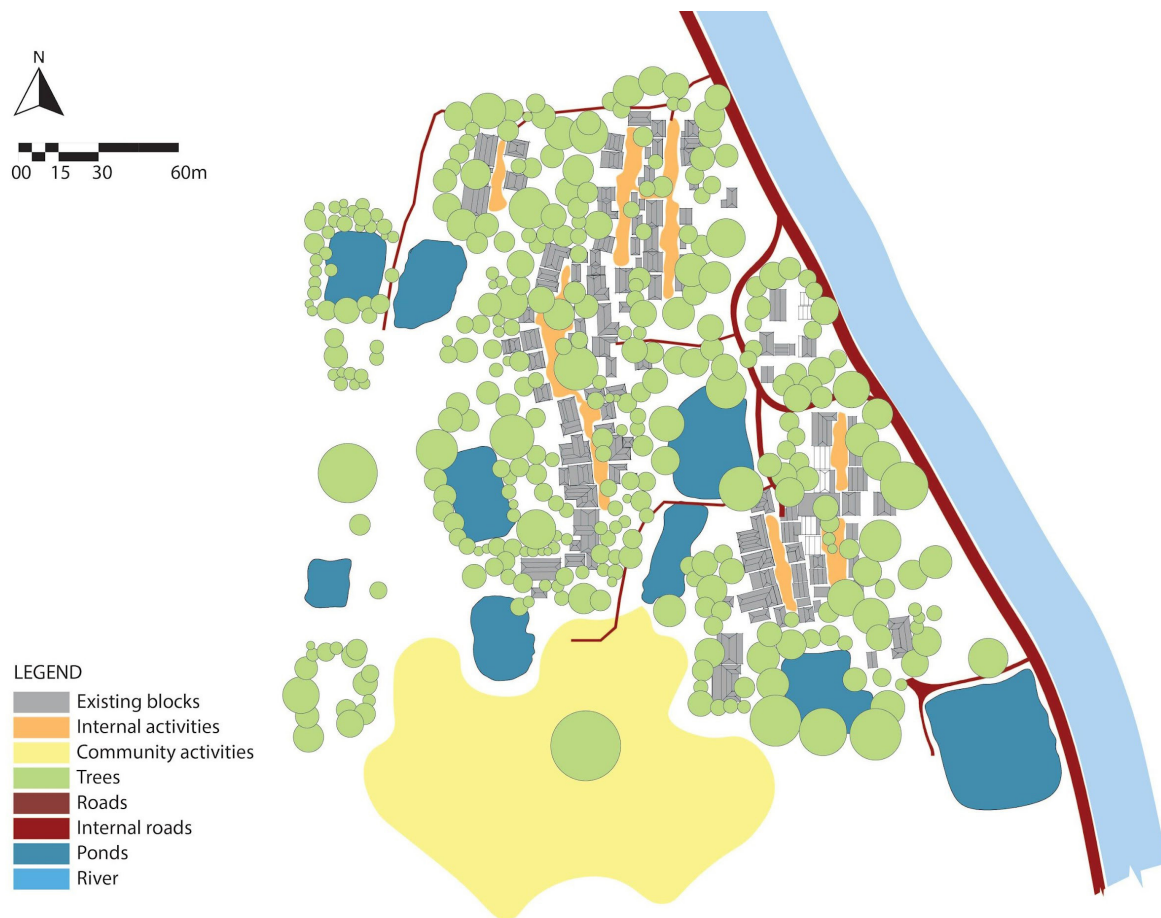 N
00 15 30 60m
LEGEND
Existing blocks
Internal activities
Community activities
Trees
Roads
Internal roads
Ponds
River